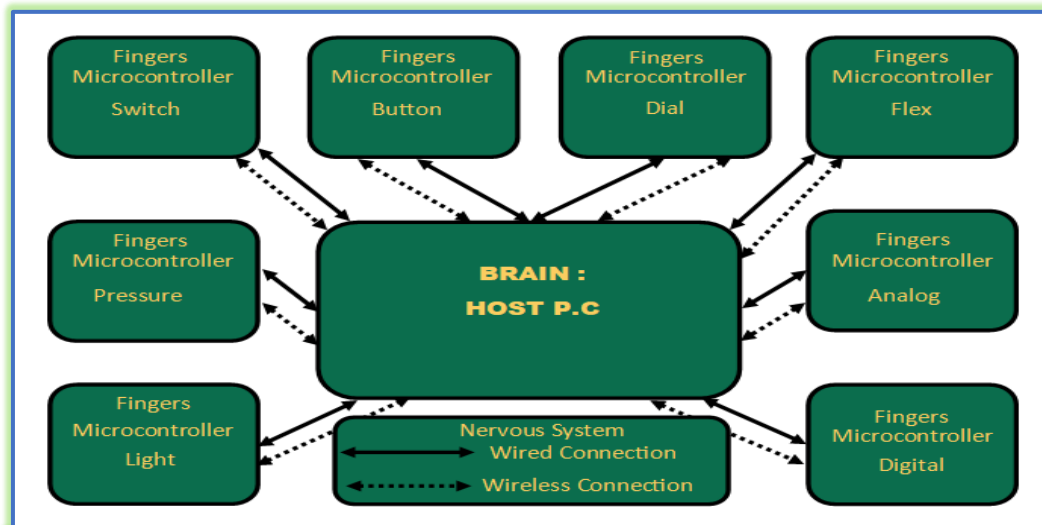 Fingers
Microcontroller
Switch
Fingers
Microcontroller
Button
Fingers
Microcontroller
Dial
Fingers
Microcontroller
Flex
Fingers
Microcontroller
Pressure
BRAIN :
HOST P.C
Fingers
Microcontroller
Analog
Fingers
Microcontroller
Light
Nervous System
Wired Connection
Wireless Connection
Fingers
Microcontroller
Digital